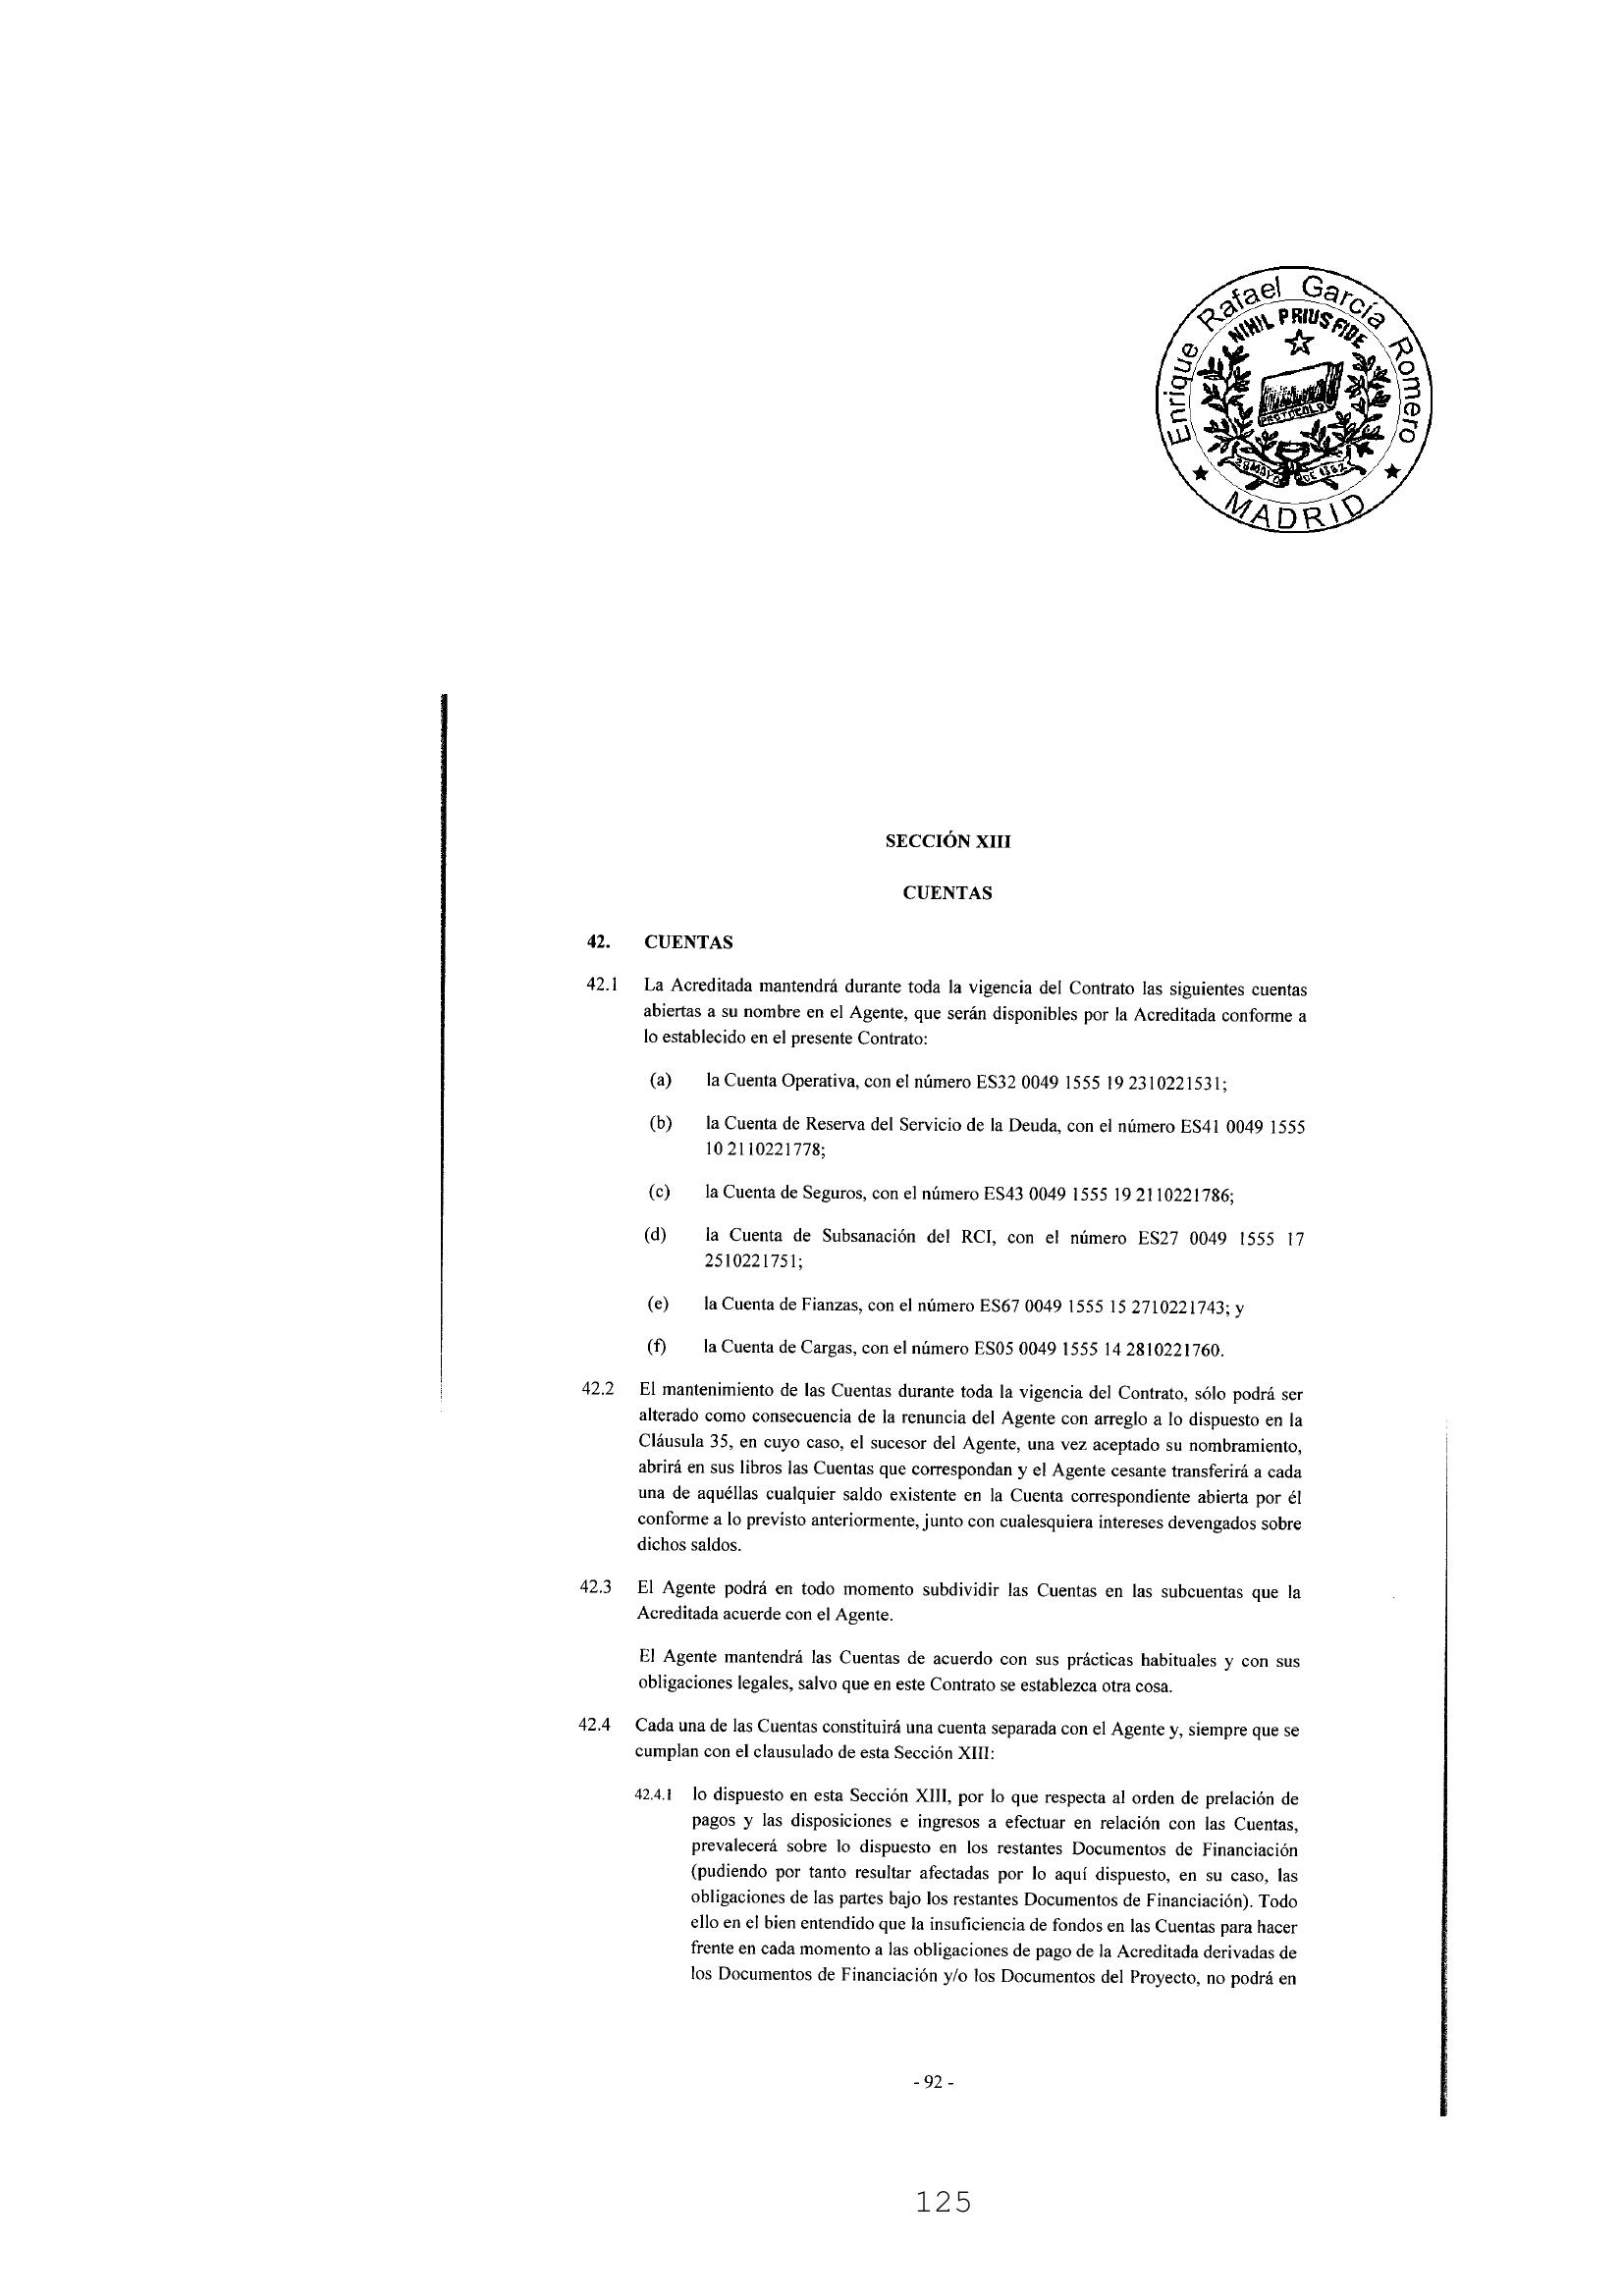 Enrique Rafael García Romero
NIHIL PRIUS FIDE
PROTOCOLO
28 MAYO DE 1862
★ MADRID ★
SECCIÓN XIII
CUENTAS
42. CUENTAS
42.1 La Acreditada mantendrá durante toda la vigencia del Contrato las siguientes cuentas
abiertas a su nombre en el Agente, que serán disponibles por la Acreditada conforme a
lo establecido en el presente Contrato:
(a) la Cuenta Operativa, con el número ES32 0049 1555 19 2310221531;
(b) la Cuenta de Reserva del Servicio de la Deuda, con el número ES41 0049 1555
10 2110221778;
(c) la Cuenta de Seguros, con el número ES43 0049 1555 19 2110221786;
(d) la Cuenta de Subsanación del RCI, con el número ES27 0049 1555 17
2510221751;
(e) la Cuenta de Fianzas, con el número ES67 0049 1555 15 2710221743; y
(f) la Cuenta de Cargas, con el número ES05 0049 1555 14 2810221760.
42.2 El mantenimiento de las Cuentas durante toda la vigencia del Contrato, sólo podrá ser
alterado como consecuencia de la renuncia del Agente con arreglo a lo dispuesto en la
Cláusula 35, en cuyo caso, el sucesor del Agente, una vez aceptado su nombramiento,
abrirá en sus libros las Cuentas que correspondan y el Agente cesante transferirá a cada
una de aquéllas cualquier saldo existente en la Cuenta correspondiente abierta por él
conforme a lo previsto anteriormente, junto con cualesquiera intereses devengados sobre
dichos saldos.
42.3 El Agente podrá en todo momento subdividir las Cuentas en las subcuentas que la
Acreditada acuerde con el Agente.
El Agente mantendrá las Cuentas de acuerdo con sus prácticas habituales y con sus
obligaciones legales, salvo que en este Contrato se establezca otra cosa.
42.4 Cada una de las Cuentas constituirá una cuenta separada con el Agente y, siempre que se
cumplan con el clausulado de esta Sección XIII:
42.4.1 lo dispuesto en esta Sección XIII, por lo que respecta al orden de prelación de
pagos y las disposiciones e ingresos a efectuar en relación con las Cuentas,
prevalecerá sobre lo dispuesto en los restantes Documentos de Financiación
(pudiendo por tanto resultar afectadas por lo aquí dispuesto, en su caso, las
obligaciones de las partes bajo los restantes Documentos de Financiación). Todo
ello en el bien entendido que la insuficiencia de fondos en las Cuentas para hacer
frente en cada momento a las obligaciones de pago de la Acreditada derivadas de
los Documentos de Financiación y/o los Documentos del Proyecto, no podrá en
- 92 -
125